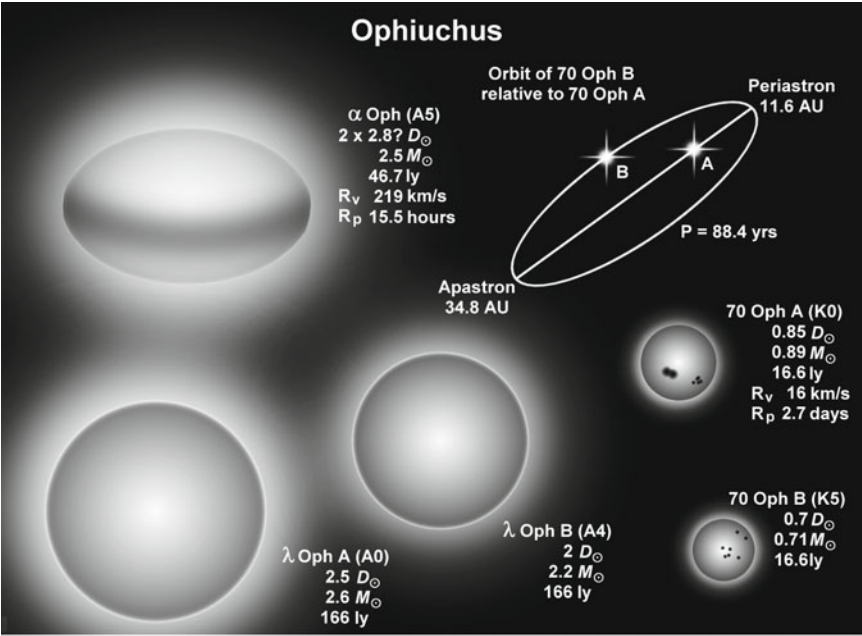 Ophiuchus
α Oph (A5)
2 x 2.8? D☉
2.5 M☉
46.7 ly
Rv 219 km/s
Rp 15.5 hours
Orbit of 70 Oph B
relative to 70 Oph A
Periastron
11.6 AU
B
A
P = 88.4 yrs
Apastron
34.8 AU
70 Oph A (K0)
0.85 D☉
0.89 M☉
16.6 ly
Rv 16 km/s
Rp 2.7 days
λ Oph A (A0)
2.5 D☉
2.6 M☉
166 ly
λ Oph B (A4)
2 D☉
2.2 M☉
166 ly
70 Oph B (K5)
0.7 D☉
0.71 M☉
16.6ly